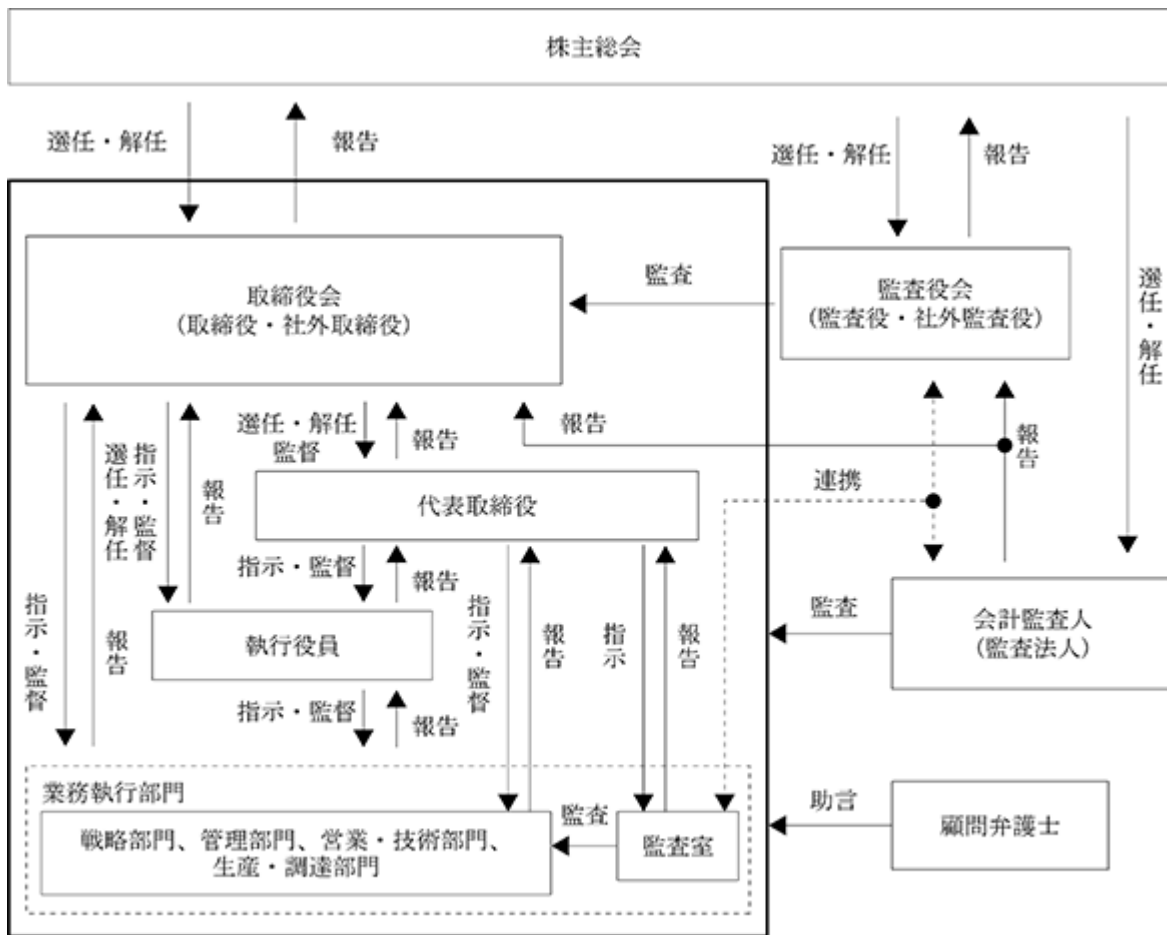 株主総会
選任・解任
報告
選任・解任
報告
選任・解任
取締役会
(取締役・社外取締役)
監査
監査役会
(監査役・社外監査役)
指示・監督
報告
選任・解任
指示・監督
報告
選任・解任
監督
報告
報告
報告
連携
代表取締役
指示・監督
報告
指示・監督
報告
指示
報告
執行役員
監査
会計監査人
(監査法人)
指示・監督
報告
業務執行部門
戦略部門、管理部門、営業・技術部門、
生産・調達部門
監査
監査室
助言
顧問弁護士